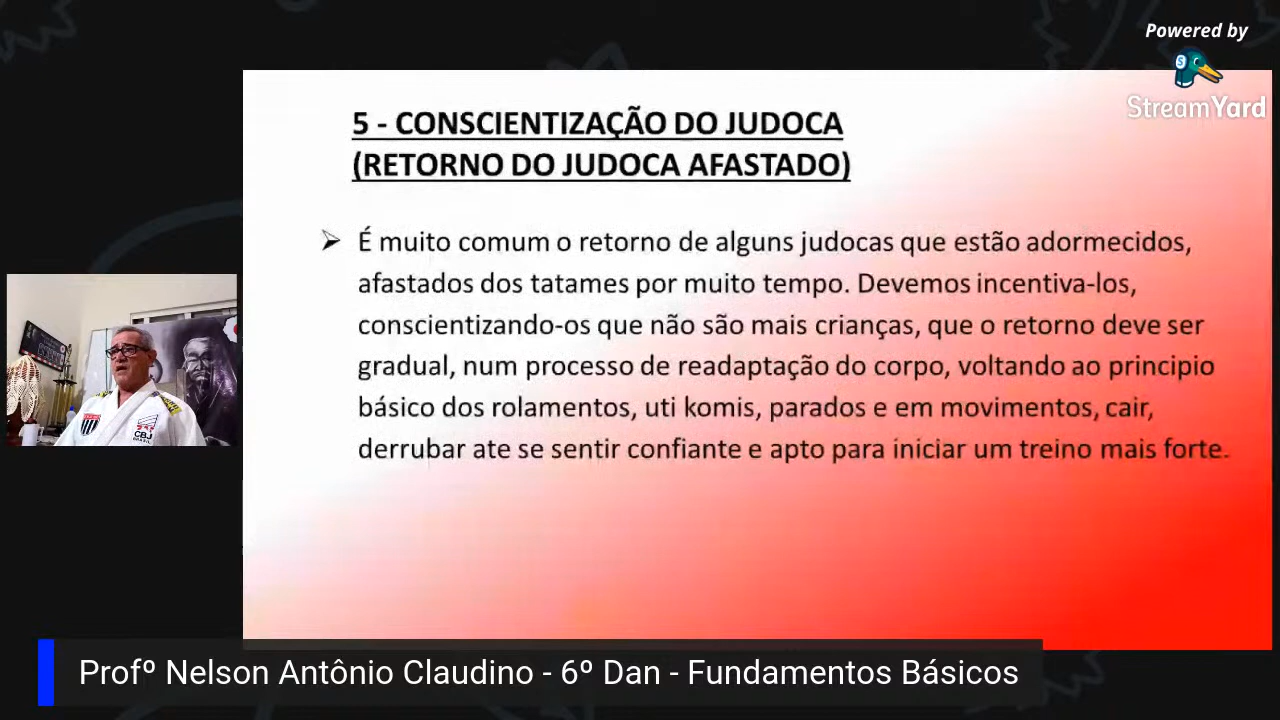 Powered by
StreamYard
5 - CONSCIENTIZAÇÃO DO JUDOCA
(RETORNO DO JUDOCA AFASTADO)
É muito comum o retorno de alguns judocas que estão adormecidos,
afastados dos tatames por muito tempo. Devemos incentiva-los,
conscientizando-os que não são mais crianças, que o retorno deve ser
gradual, num processo de readaptação do corpo, voltando ao principio
básico dos rolamentos, uti komis, parados e em movimentos, cair,
derrubar ate se sentir confiante e apto para iniciar um treino mais forte.
CBJ
Profº Nelson Antônio Claudino - 6º Dan - Fundamentos Básicos